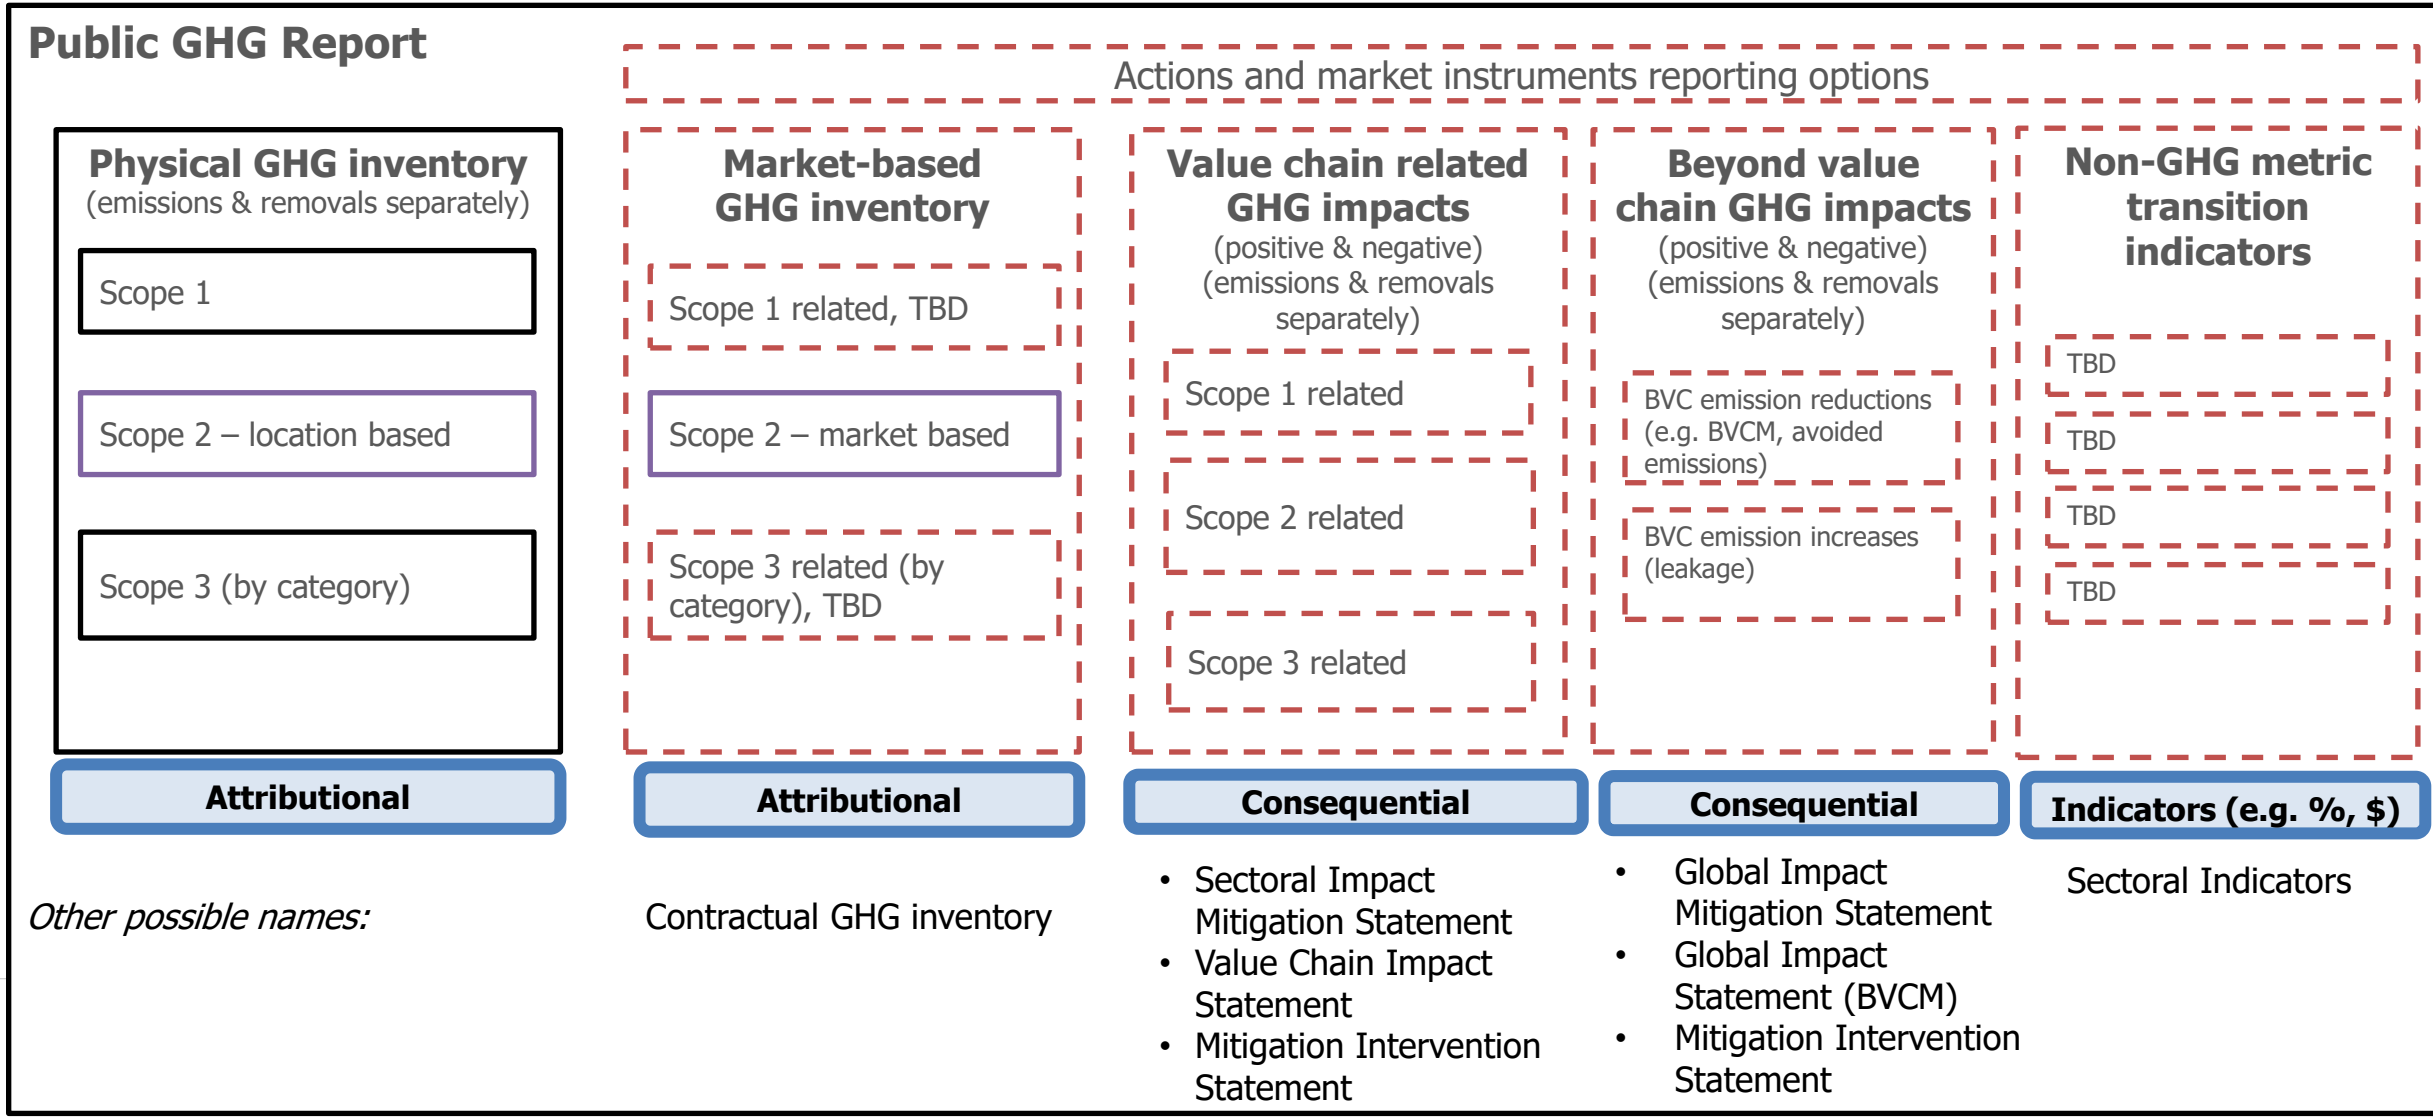 Public GHG Report
Actions and market instruments reporting options
Physical GHG inventory
(emissions & removals separately)
Scope 1
Scope 2 – location based
Scope 3 (by category)
Attributional
Market-based
GHG inventory
Scope 1 related, TBD
Scope 2 – market based
Scope 3 related (by
category), TBD
Attributional
Value chain related
GHG impacts
(positive & negative)
(emissions & removals
separately)
Scope 1 related
Scope 2 related
Scope 3 related
Consequential
Beyond value
chain GHG impacts
(positive & negative)
(emissions & removals
separately)
BVC emission reductions
(e.g. BVCM, avoided
emissions)
BVC emission increases
(leakage)
Consequential
Non-GHG metric
transition
indicators
TBD
TBD
TBD
TBD
Indicators (e.g. %, $)
Other possible names:
Contractual GHG inventory
• Sectoral Impact
Mitigation Statement
• Value Chain Impact
Statement
• Mitigation Intervention
Statement
• Global Impact
Mitigation Statement
• Global Impact
Statement (BVCM)
• Mitigation Intervention
Statement
Sectoral Indicators